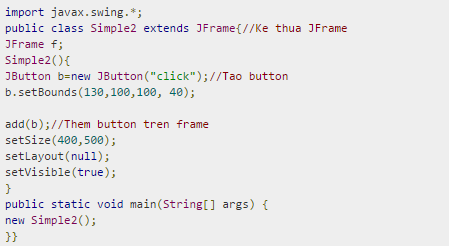 import javax.swing.*;
public class Simple2 extends JFrame{//Ke thua JFrame
JFrame f;
Simple2(){
JButton b=new JButton("click");//Tao button
b.setBounds(130,100,100, 40);

add(b);//Them button tren frame
setSize(400,500);
setLayout(null);
setVisible(true);
}
public static void main(String[] args) {
new Simple2();
}}